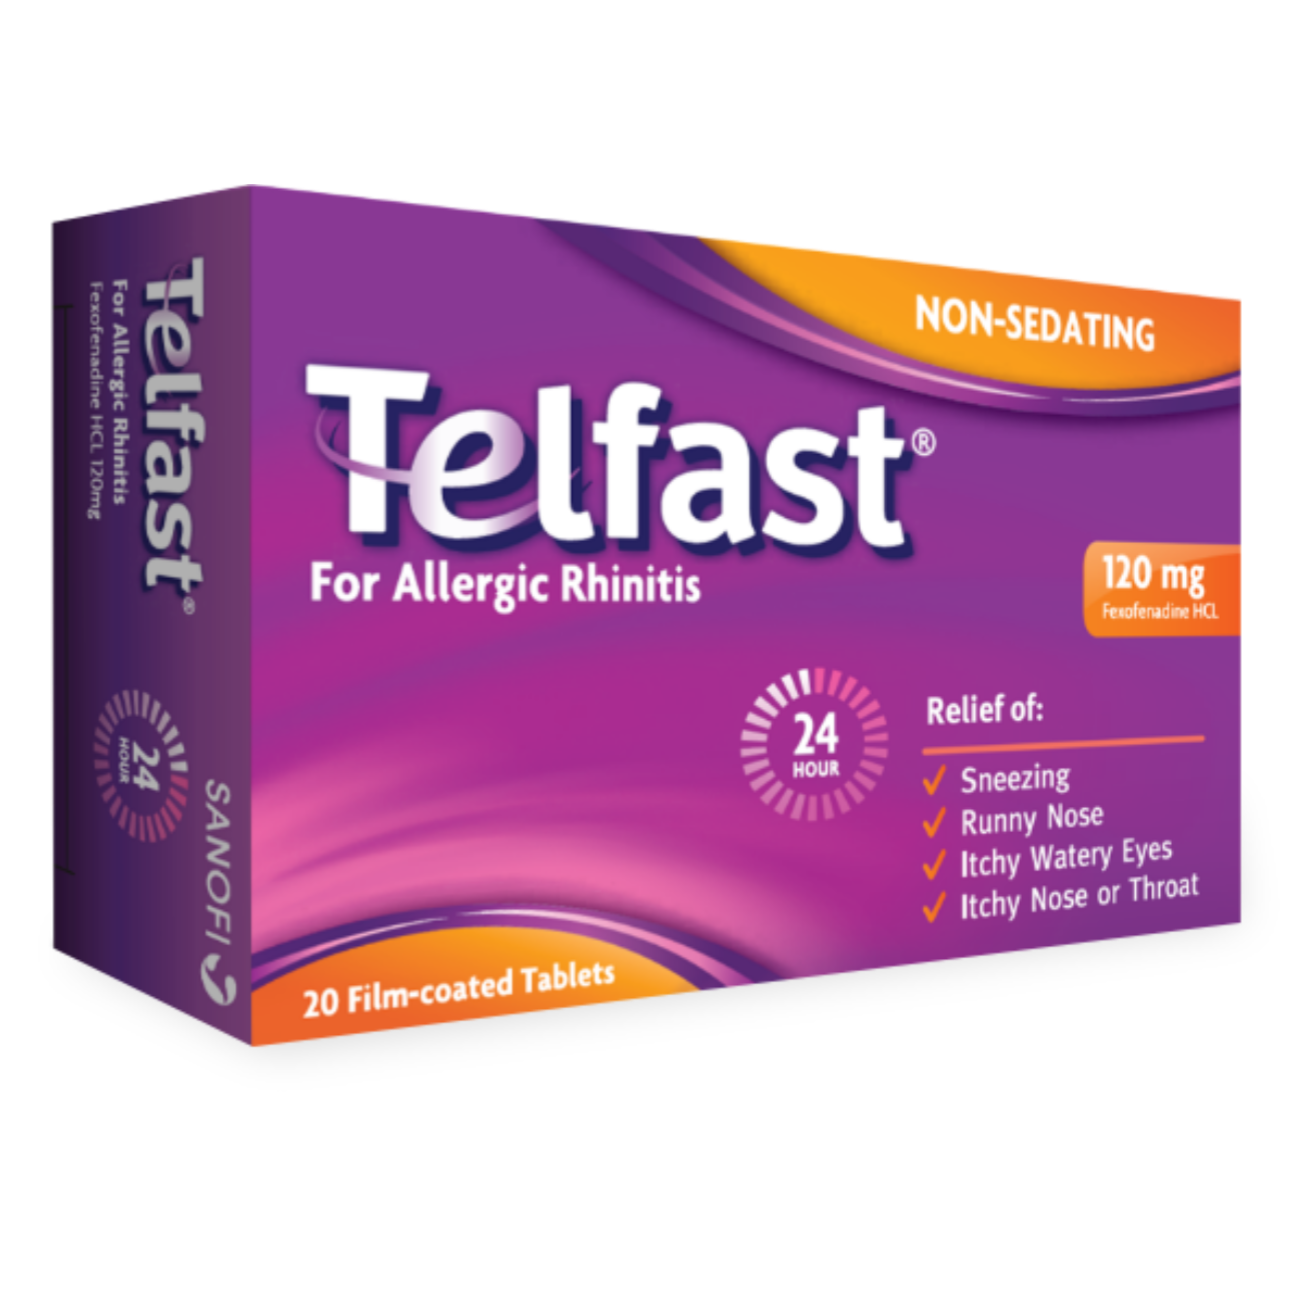 Telfast®
For Allergic Rhinitis
Fexofenadine HCL 120mg
24
HOUR
SANOFI
NON-SEDATING
Telfast®
For Allergic Rhinitis
120 mg
Fexofenadine HCL
24
HOUR
Relief of:
Sneezing
Runny Nose
Itchy Watery Eyes
Itchy Nose or Throat
20 Film-coated Tablets